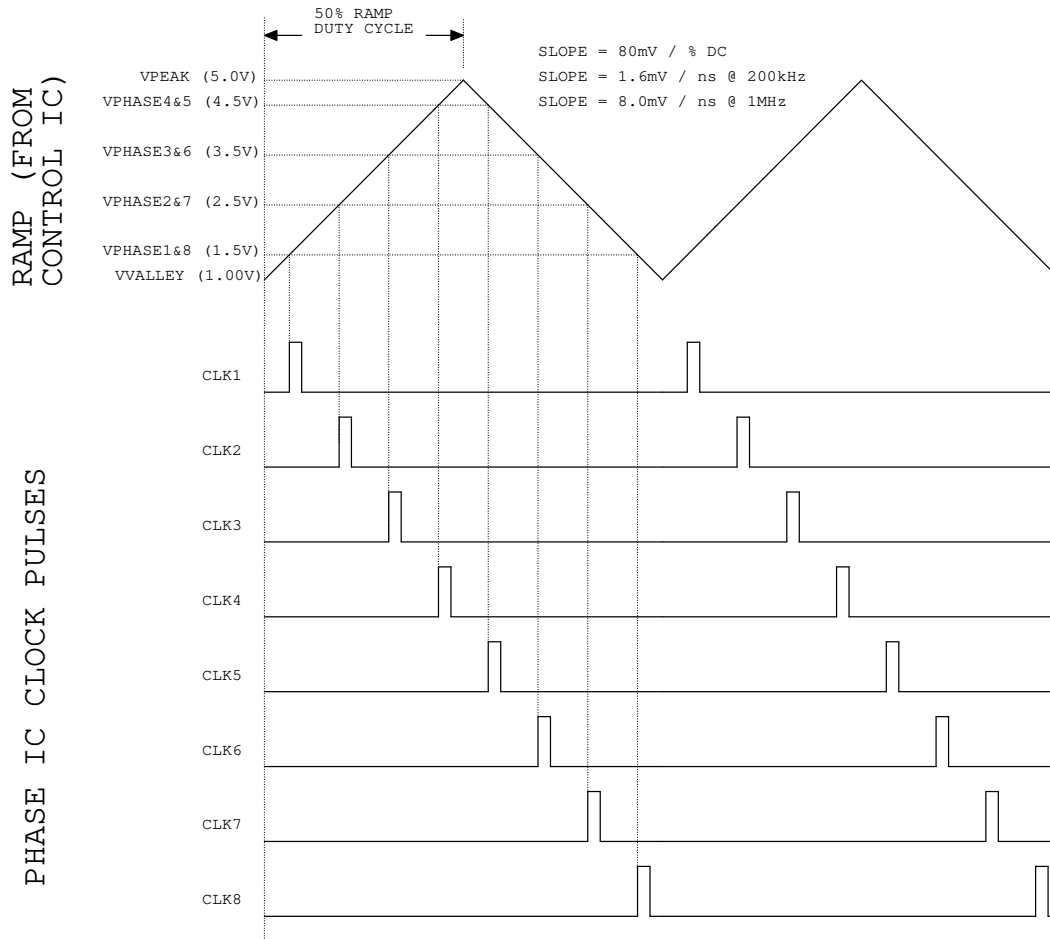 50% RAMP
DUTY CYCLE
SLOPE = 80mV / % DC
SLOPE = 1.6mV / ns @ 200kHz
SLOPE = 8.0mV / ns @ 1MHz
RAMP (FROM
CONTROL IC)
VPEAK (5.0V)
VPHASE4&5 (4.5V)
VPHASE3&6 (3.5V)
VPHASE2&7 (2.5V)
VPHASE1&8 (1.5V)
VVALLEY (1.00V)
PHASE IC CLOCK PULSES
CLK1
CLK2
CLK3
CLK4
CLK5
CLK6
CLK7
CLK8